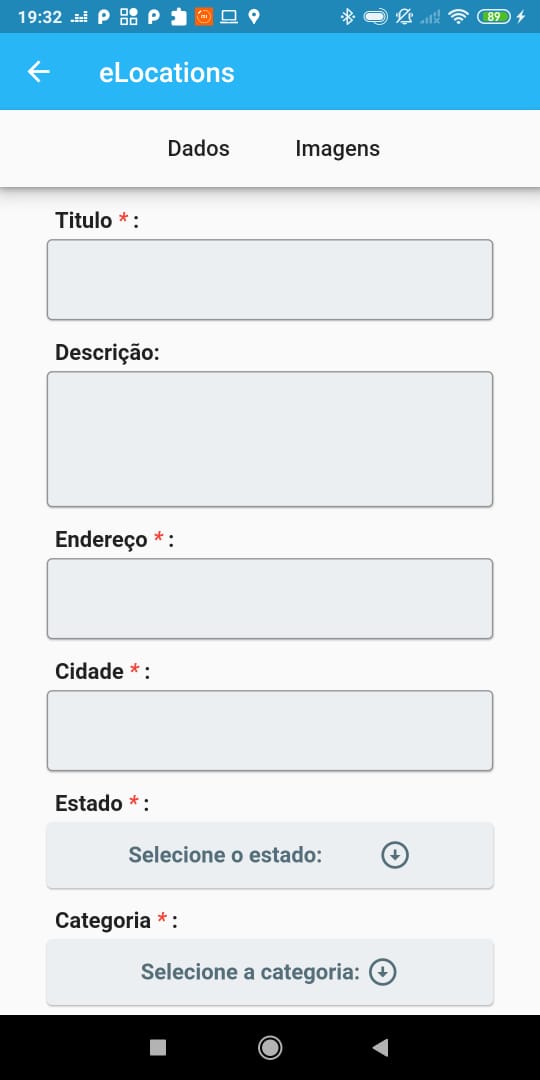 19:32 89
eLocations
Dados Imagens
Titulo * :
Descrição:
Endereço * :
Cidade * :
Estado * :
Selecione o estado:
Categoria * :
Selecione a categoria: